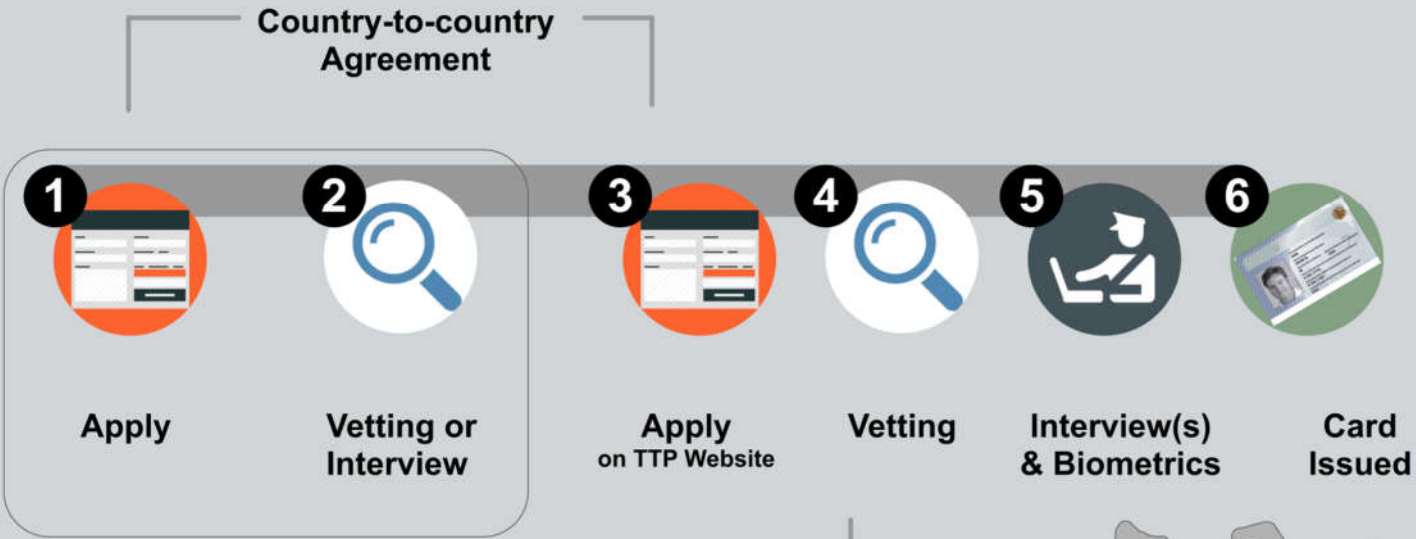 Country-to-country
Agreement
1
2
3
4
5
6
Apply
Vetting or
Interview
Apply
on TTP Website
Vetting
Interview(s)
& Biometrics
Card
Issued